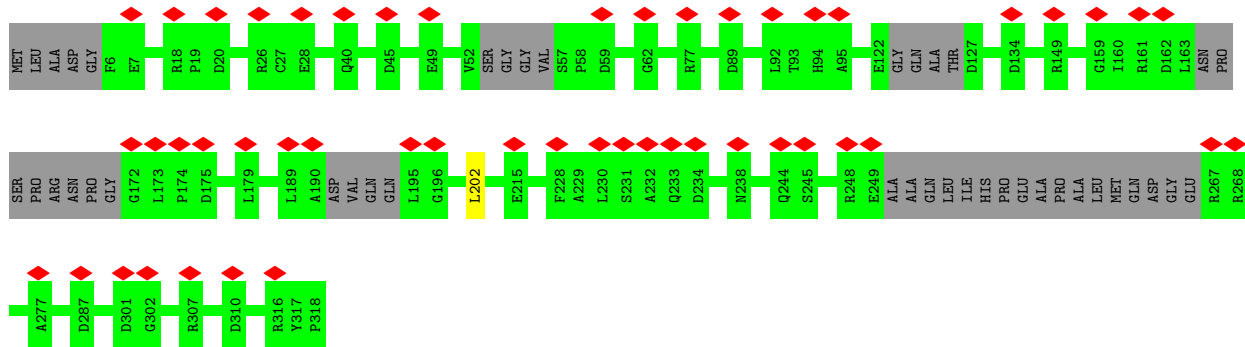 MET LEU ALA ASP GLY F6 E7 R18 P19 D20 R26 C27 E28 Q40 D45 E49 V52 SER GLY GLY VAL S57 P58 D59 G62 R77 D89 L92 T93 H94 A95 E122 GLY GLN ALA THR D127 D134 R149 G159 I160 R161 D162 L163 ASN PRO
SER PRO ARG ASN PRO GLY G172 L173 P174 D175 L179 L189 A190 ASP VAL GLN GLN L195 G196 L202 E215 F228 A229 L230 S231 A232 Q233 D234 N238 Q244 S245 R248 E249 ALA ALA GLN LEU ILE HIS PRO GLU ALA PRO ALA LEU MET GLN ASP GLY GLU R267 R268
A277 D287 D301 G302 R307 D310 R316 Y317 P318